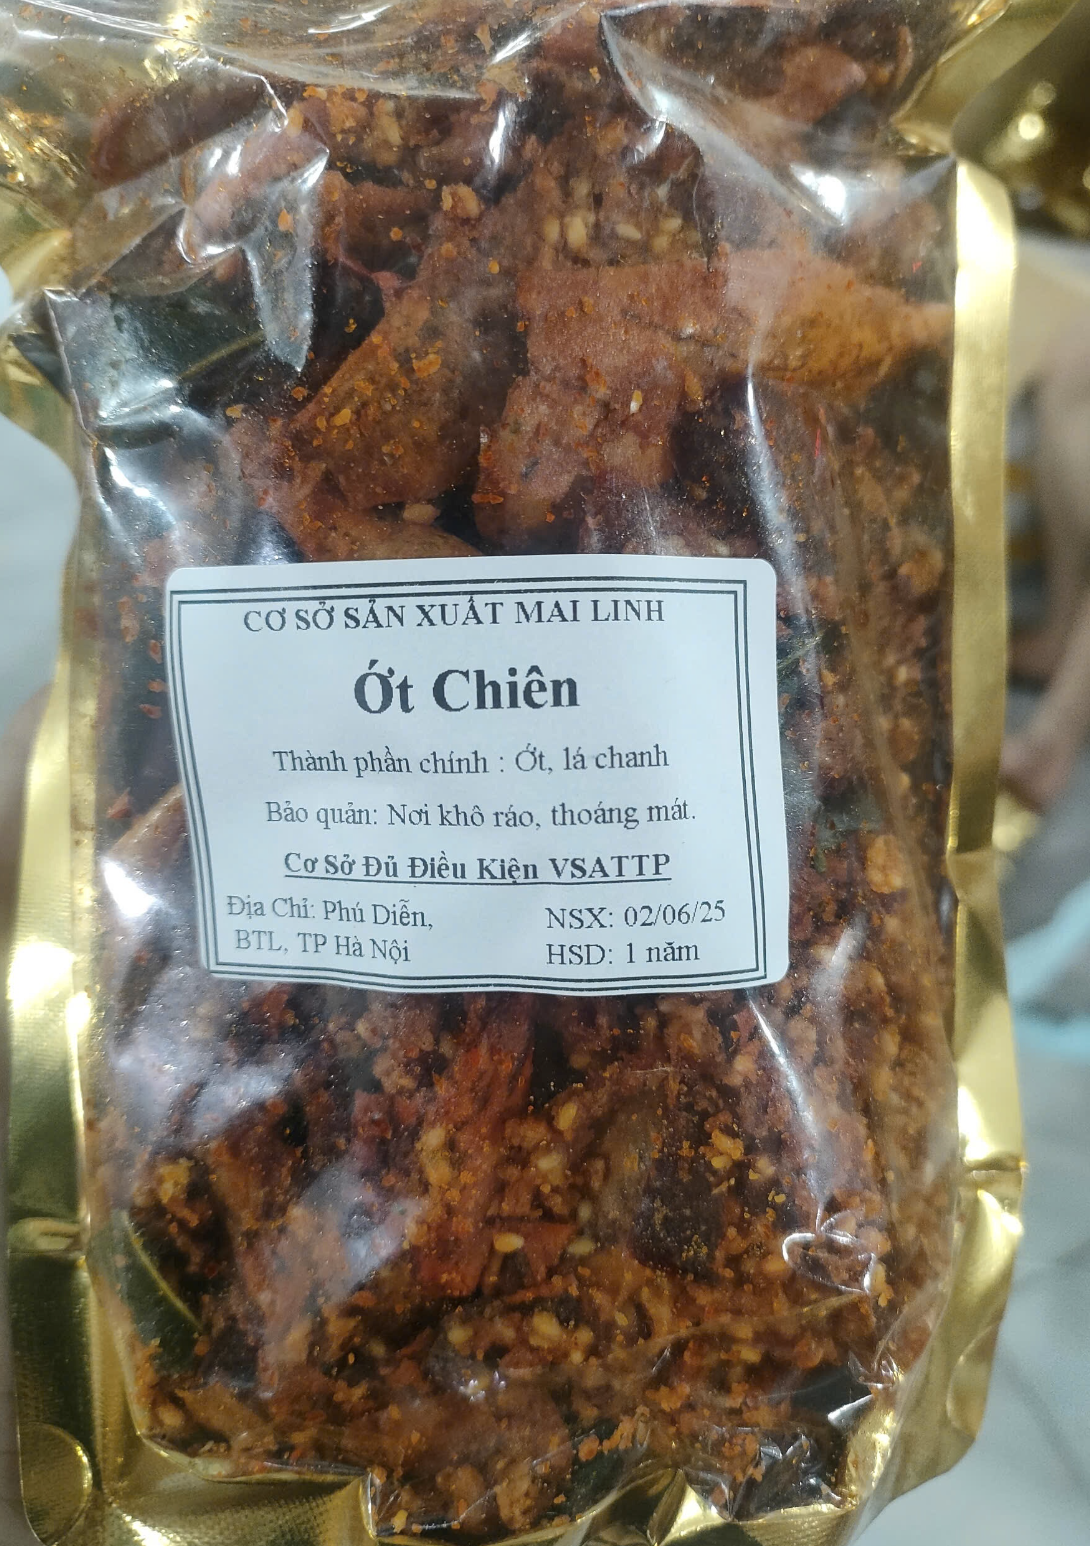 CƠ SỞ SẢN XUẤT MAI LINH
Ớt Chiên
Thành phần chính : Ớt, lá chanh
Bảo quản: Nơi khô ráo, thoáng mát.
Cơ Sở Đủ Điều Kiện VSATTP
Địa Chỉ: Phú Diễn,
BTL, TP Hà Nội
NSX: 02/06/25
HSD: 1 năm